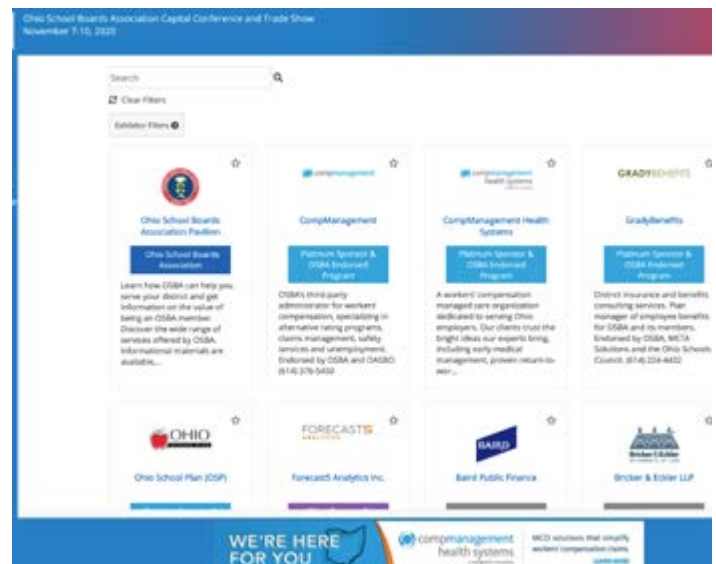 Ohio School Boards Association Capital Conference and Trade Show
November 7-10, 2020
Search
Clear Filters
Exhibitor Filters
Ohio School Boards
Association Pavilion
Ohio School Boards
Association
Learn how OSBA can help you
serve your district and get
information on the value of
being an OSBA member.
Discover the wide range of
services offered by OSBA.
Informational materials are
available,...
compmanagement
CompManagement
Platinum Sponsor &
OSBA Endorsed
Program
OSBA's third-party
administrator for workers'
compensation, specializing in
alternative rating programs,
claims management, safety
services and unemployment.
Endorsed by OSBA and OASBO.
(614) 376-5450
compmanagement
health systems
CompManagement Health
Systems
Platinum Sponsor &
OSBA Endorsed
Program
A workers' compensation
managed care organization
dedicated to serving Ohio
employers. Our clients trust the
bright ideas our experts bring,
including early medical
management, proven return-to-
wor...
GRADYBENEFITS
GradyBenefits
Platinum Sponsor &
OSBA Endorsed
Program
District insurance and benefits
consulting services. Plan
manager of employee benefits
for OSBA and its members.
Endorsed by OSBA, META
Solutions and the Ohio Schools
Council. (614) 224-4432
OHIO
Ohio School Plan (OSP)
FORECAST5
ANALYTICS
Forecast5 Analytics Inc.
BAIRD
Baird Public Finance
Bricker & Eckler
Bricker & Eckler LLP
WE'RE HERE
FOR YOU
compmanagement
health systems
MCO solutions that simplify
workers' compensation claims.
LEARN MORE